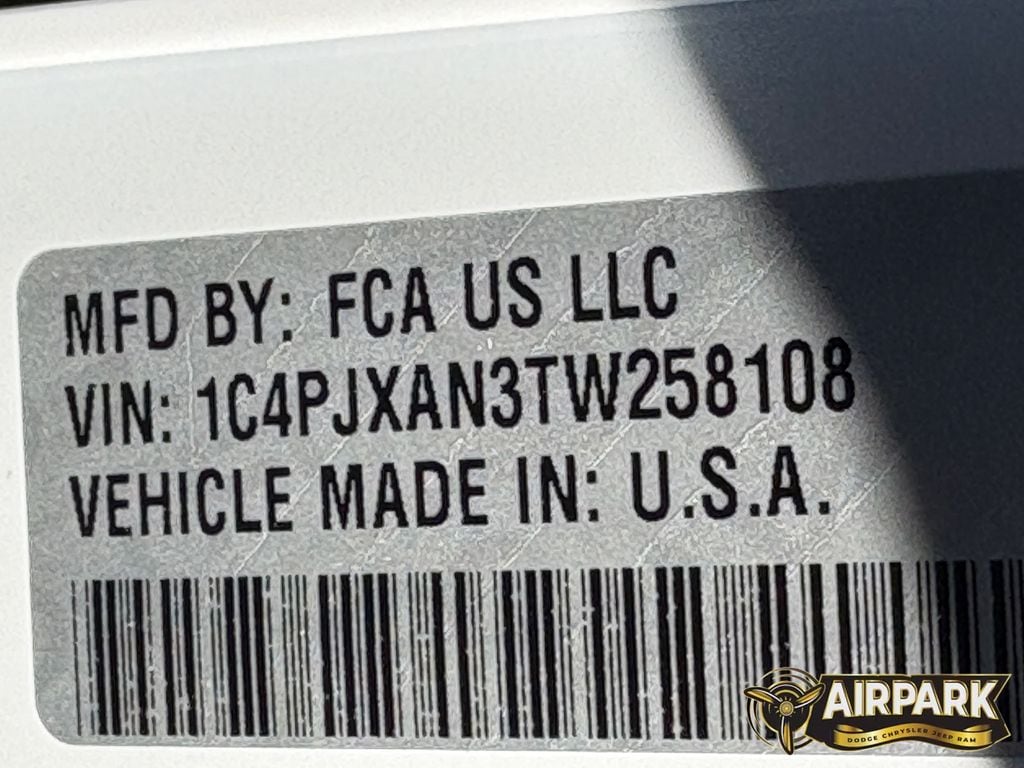 MFD BY: FCA US LLC
VIN: 1C4PJXAN3TW258108
VEHICLE MADE IN: U.S.A.
AIRPARK
DODGE CHRYSLER JEEP RAM